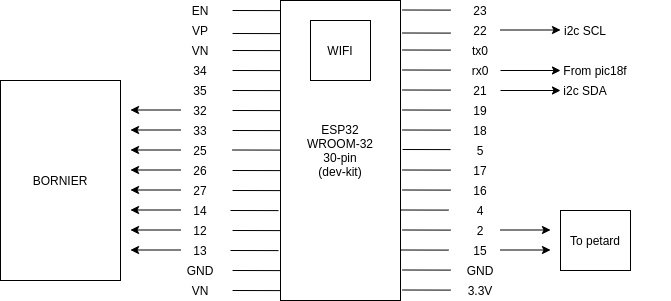 EN
VP
VN
34
35
32
33
25
26
27
14
12
13
GND
VN
BORNIER
WIFI
ESP32
WROOM-32
30-pin
(dev-kit)
23
22
i2c SCL
tx0
rx0
From pic18f
21
i2c SDA
19
18
5
17
16
4
2
15
GND
3.3V
To petard